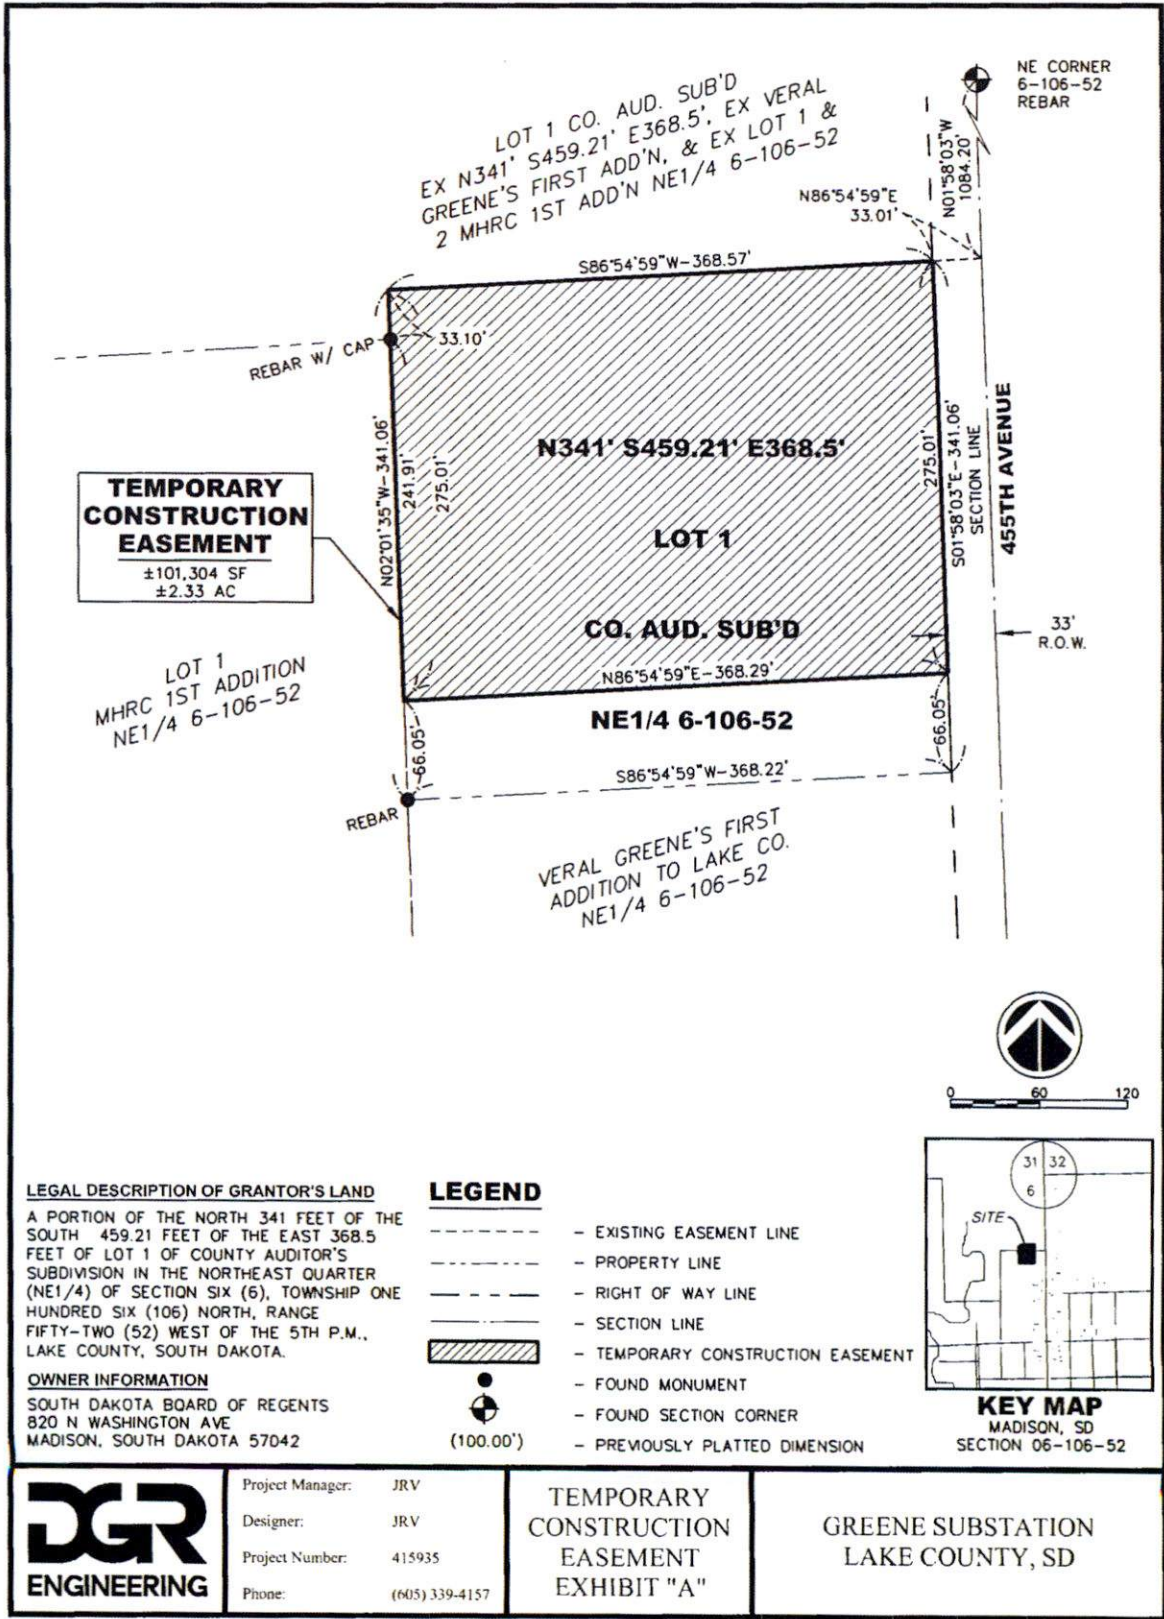 NE CORNER
6-106-52
REBAR
LOT 1 CO. AUD. SUB'D
EX N341' S459.21' E368.5', EX VERAL
GREENE'S FIRST ADD'N, & EX LOT 1 &
2 MHRC 1ST ADD'N NE1/4 6-106-52
N01°58'03"W
1084.20'
N86°54'59"E
33.01'
S86°54'59"W-368.57'
REBAR W/ CAP
33.10'
N341' S459.21' E368.5'
LOT 1
CO. AUD. SUB'D
N02°01'35"W-341.06'
241.91'
275.01'
275.01'
S01°58'03"E-341.06'
SECTION LINE
455TH AVENUE
TEMPORARY
CONSTRUCTION
EASEMENT
±101,304 SF
±2.33 AC
33'
R.O.W.
N86°54'59"E-368.29'
LOT 1
MHRC 1ST ADDITION
NE1/4 6-106-52
NE1/4 6-106-52
66.05'
66.05'
S86°54'59"W-368.22'
REBAR
VERAL GREENE'S FIRST
ADDITION TO LAKE CO.
NE1/4 6-106-52
0 60 120
LEGAL DESCRIPTION OF GRANTOR'S LAND
A PORTION OF THE NORTH 341 FEET OF THE
SOUTH 459.21 FEET OF THE EAST 368.5
FEET OF LOT 1 OF COUNTY AUDITOR'S
SUBDIVISION IN THE NORTHEAST QUARTER
(NE1/4) OF SECTION SIX (6), TOWNSHIP ONE
HUNDRED SIX (106) NORTH, RANGE
FIFTY-TWO (52) WEST OF THE 5TH P.M.,
LAKE COUNTY, SOUTH DAKOTA.
OWNER INFORMATION
SOUTH DAKOTA BOARD OF REGENTS
820 N WASHINGTON AVE
MADISON, SOUTH DAKOTA 57042
LEGEND
- EXISTING EASEMENT LINE
- PROPERTY LINE
- RIGHT OF WAY LINE
- SECTION LINE
- TEMPORARY CONSTRUCTION EASEMENT
- FOUND MONUMENT
- FOUND SECTION CORNER
(100.00') - PREVIOUSLY PLATTED DIMENSION
31 32
6
SITE
KEY MAP
MADISON, SD
SECTION 06-106-52
DGR
ENGINEERING
Project Manager: JRV
Designer: JRV
Project Number: 415935
Phone: (605) 339-4157
TEMPORARY
CONSTRUCTION
EASEMENT
EXHIBIT "A"
GREENE SUBSTATION
LAKE COUNTY, SD